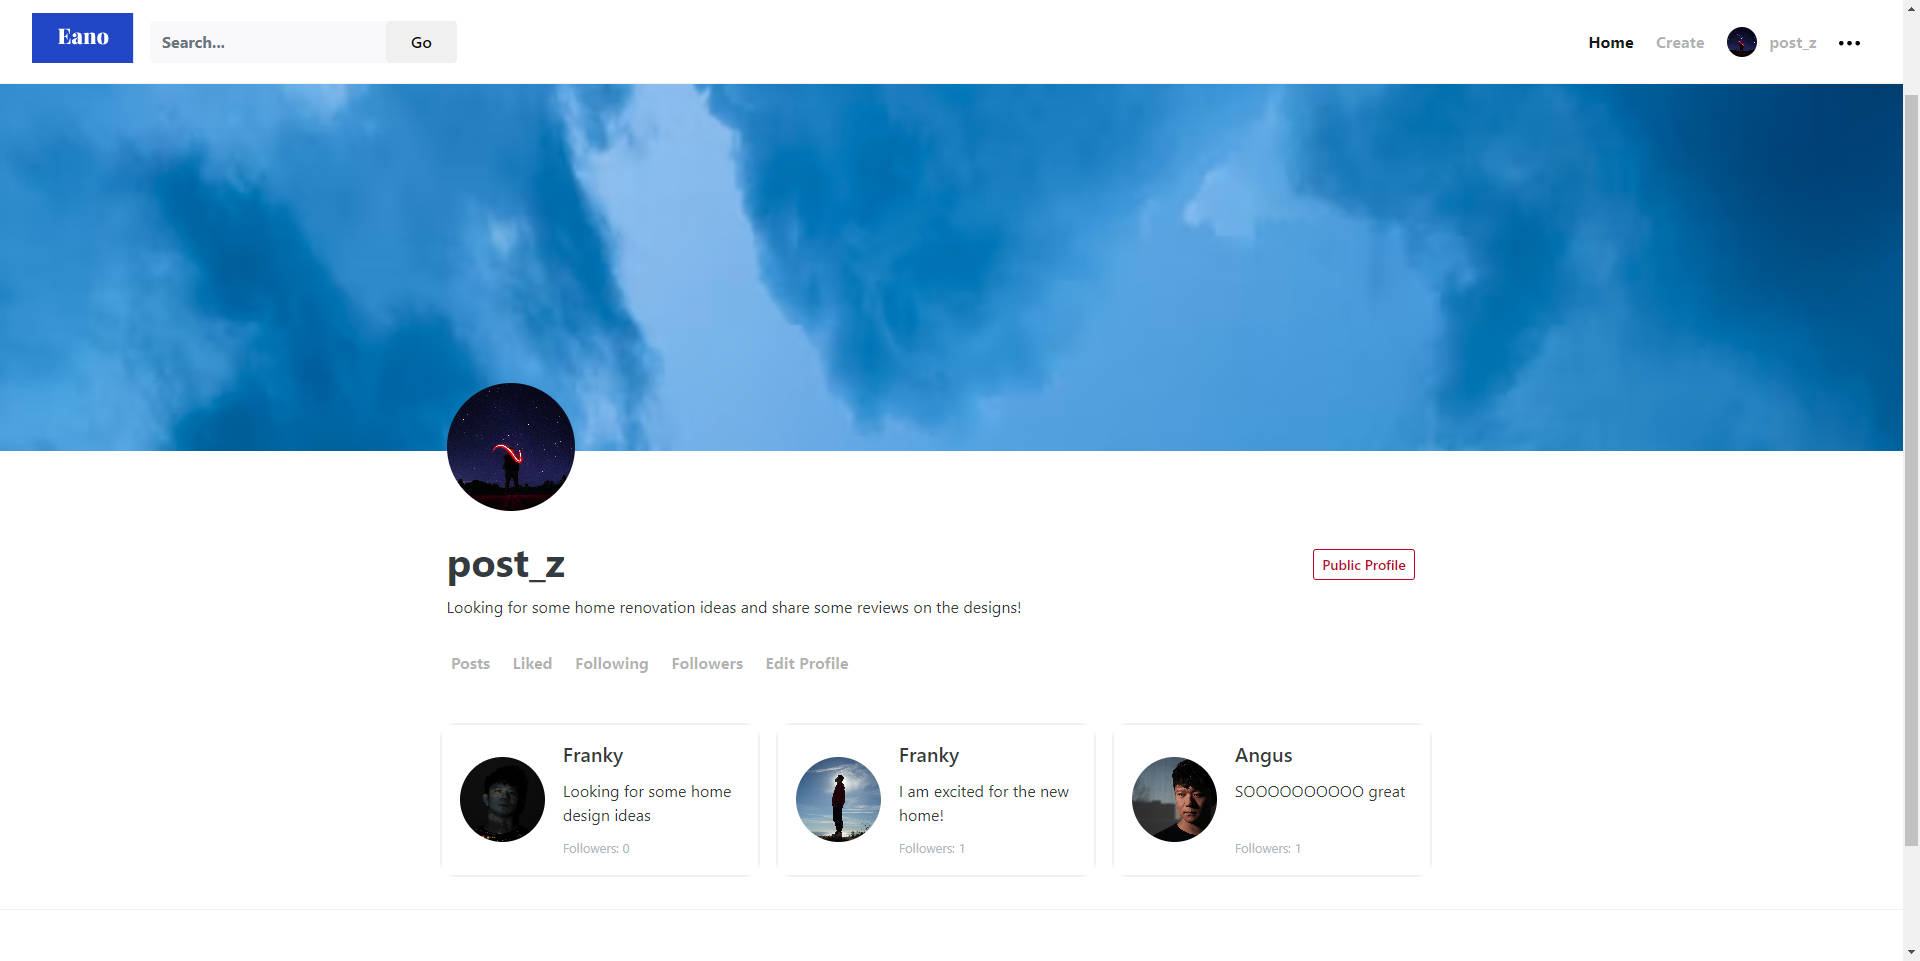 Eano
Search...
Go
Home
Create
post_z
post_z
Public Profile
Looking for some home renovation ideas and share some reviews on the designs!
Posts
Liked
Following
Followers
Edit Profile
Franky
Looking for some home
design ideas
Followers: 0
Franky
I am excited for the new
home!
Followers: 1
Angus
SOOOOOOOOOO great
Followers: 1